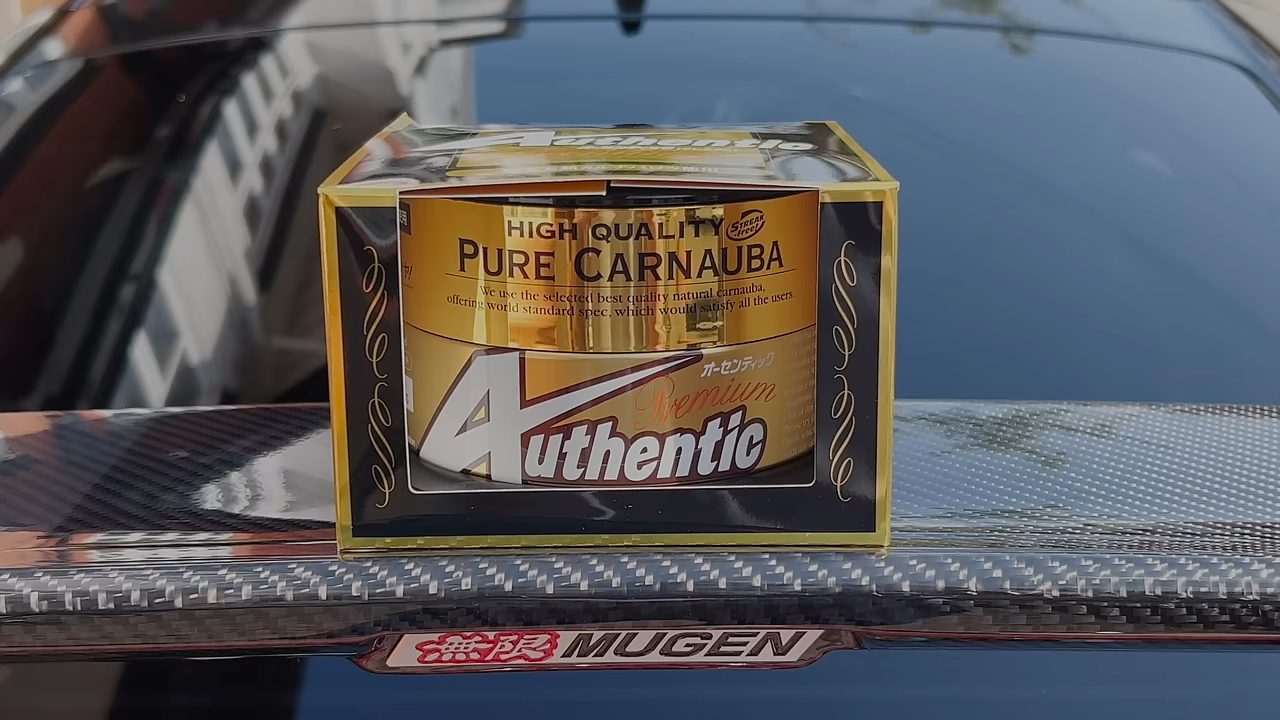 Authentic
HIGH QUALITY
STREAK
free!
PURE CARNAUBA
We use the selected best quality natural carnauba,
offering world standard spec, which would satisfy all the users.
オーセンティック
Premium
Authentic
無限 MUGEN